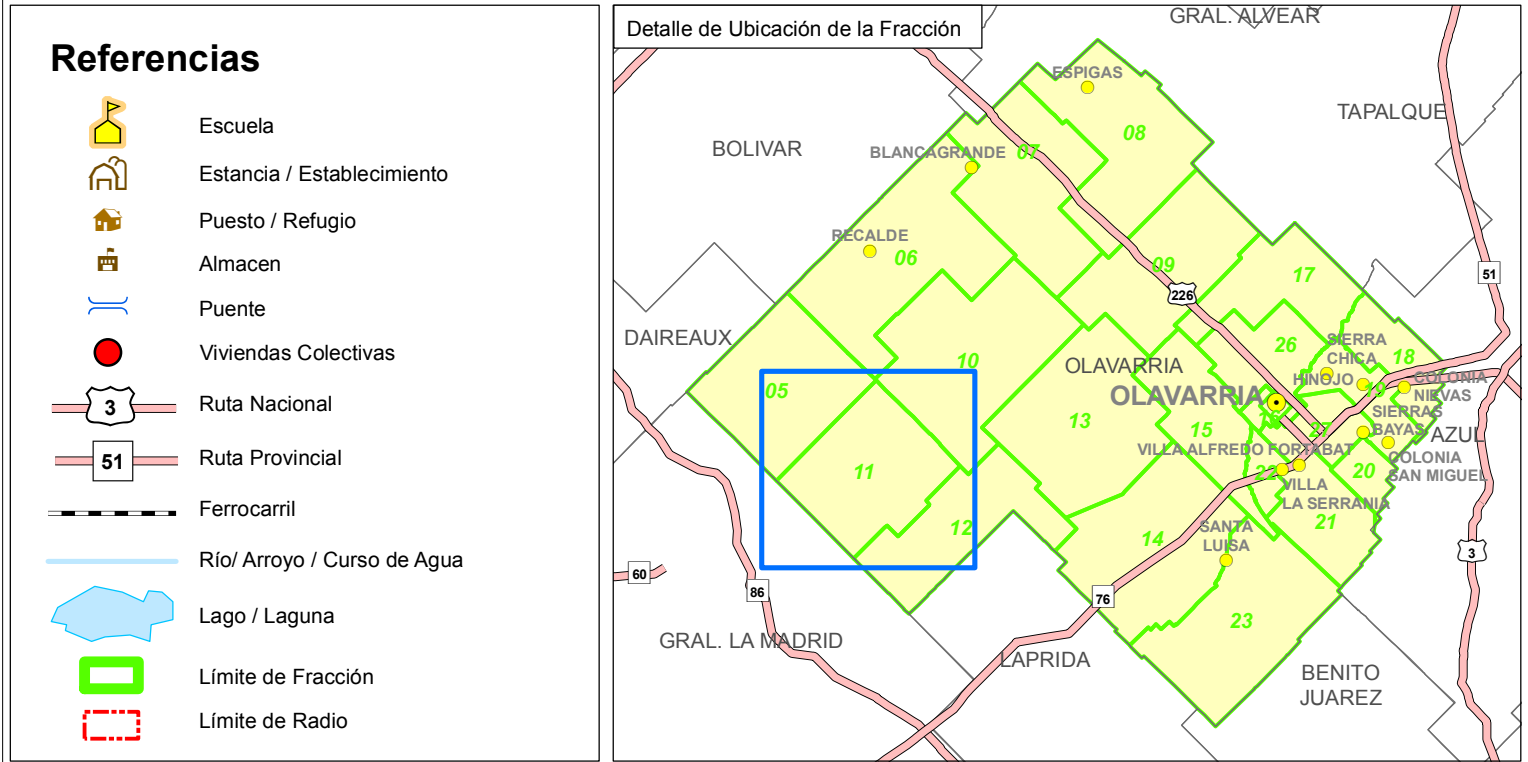 Referencias
Escuela
Estancia / Establecimiento
Puesto / Refugio
Almacen
Puente
Viviendas Colectivas
3
Ruta Nacional
51
Ruta Provincial
Ferrocarril
Río/ Arroyo / Curso de Agua
Lago / Laguna
Límite de Fracción
Límite de Radio
Detalle de Ubicación de la Fracción
GRAL. ALVEAR
ESPIGAS
TAPALQUE
08
BOLIVAR
BLANCAGRANDE
07
RECALDE
06
09
17
51
226
DAIREAUX
SIERRA
CHICA
26
18
10
OLAVARRIA
HINOJO
19
COLONIA
NIEVAS
05
OLAVARRIA
SIERRAS
BAYAS
13
15
16
27
AZUL
VILLA ALFREDO FORTABAT
COLONIA
SAN MIGUEL
11
22
20
VILLA
LA SERRANIA
12
14
SANTA
LUISA
21
3
60
86
76
23
GRAL. LA MADRID
LAPRIDA
BENITO
JUAREZ